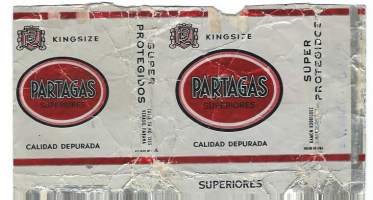 KINGSIZE
PARTAGAS
SUPERIORES
CALIDAD DEPURADA
SUPER
PROTEGIDOS
KINGSIZE
PARTAGAS
SUPERIORES
CALIDAD DEPURADA
SUPER
PROTEGIDOS
SUPERIORES